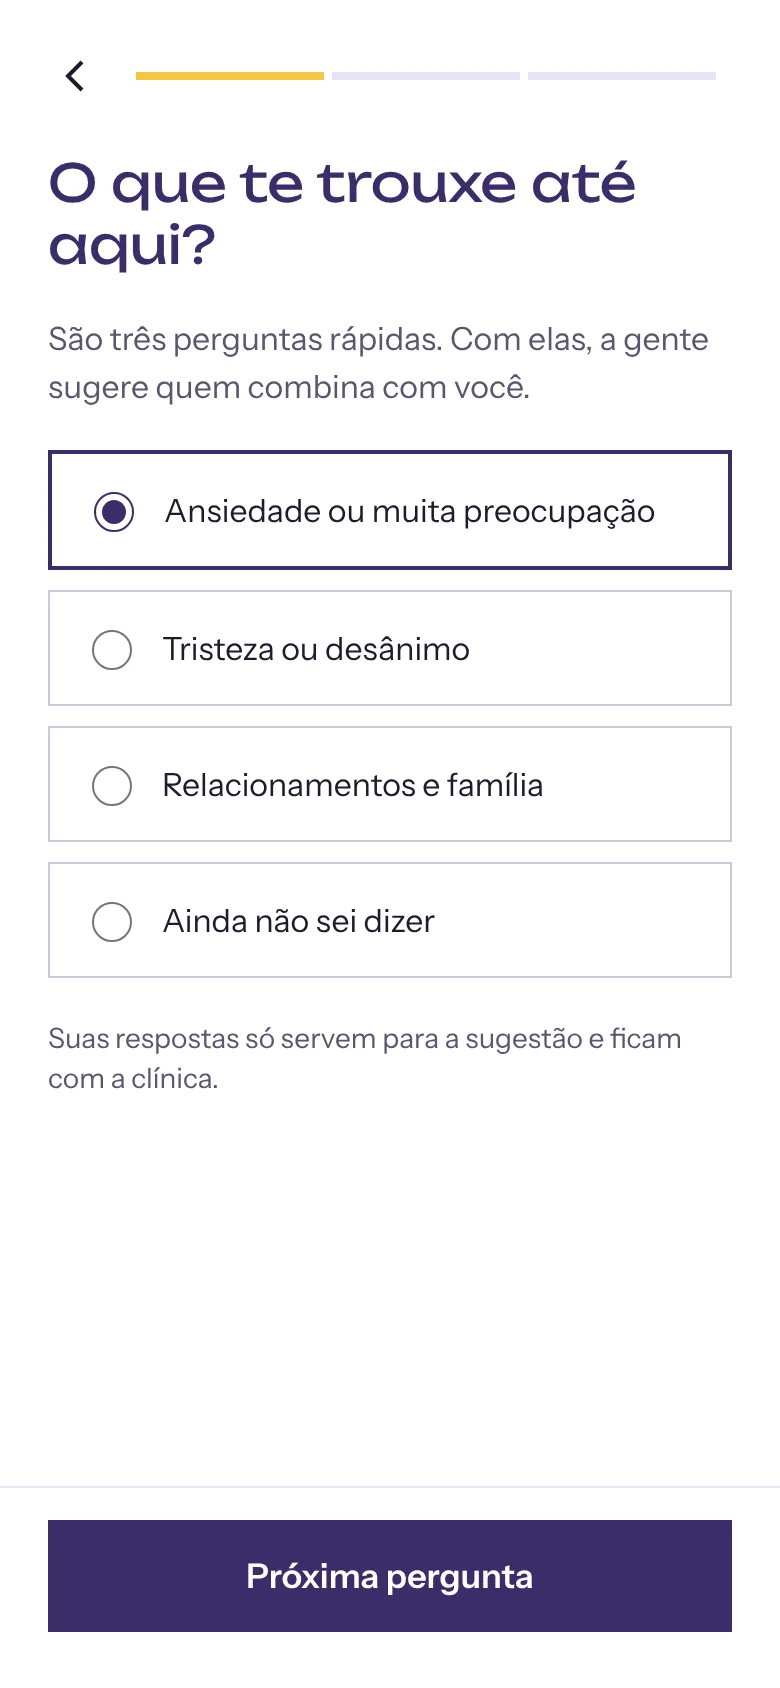 O que te trouxe até
aqui?
São três perguntas rápidas. Com elas, a gente
sugere quem combina com você.
Ansiedade ou muita preocupação
Tristeza ou desânimo
Relacionamentos e família
Ainda não sei dizer
Suas respostas só servem para a sugestão e ficam
com a clínica.
Próxima pergunta